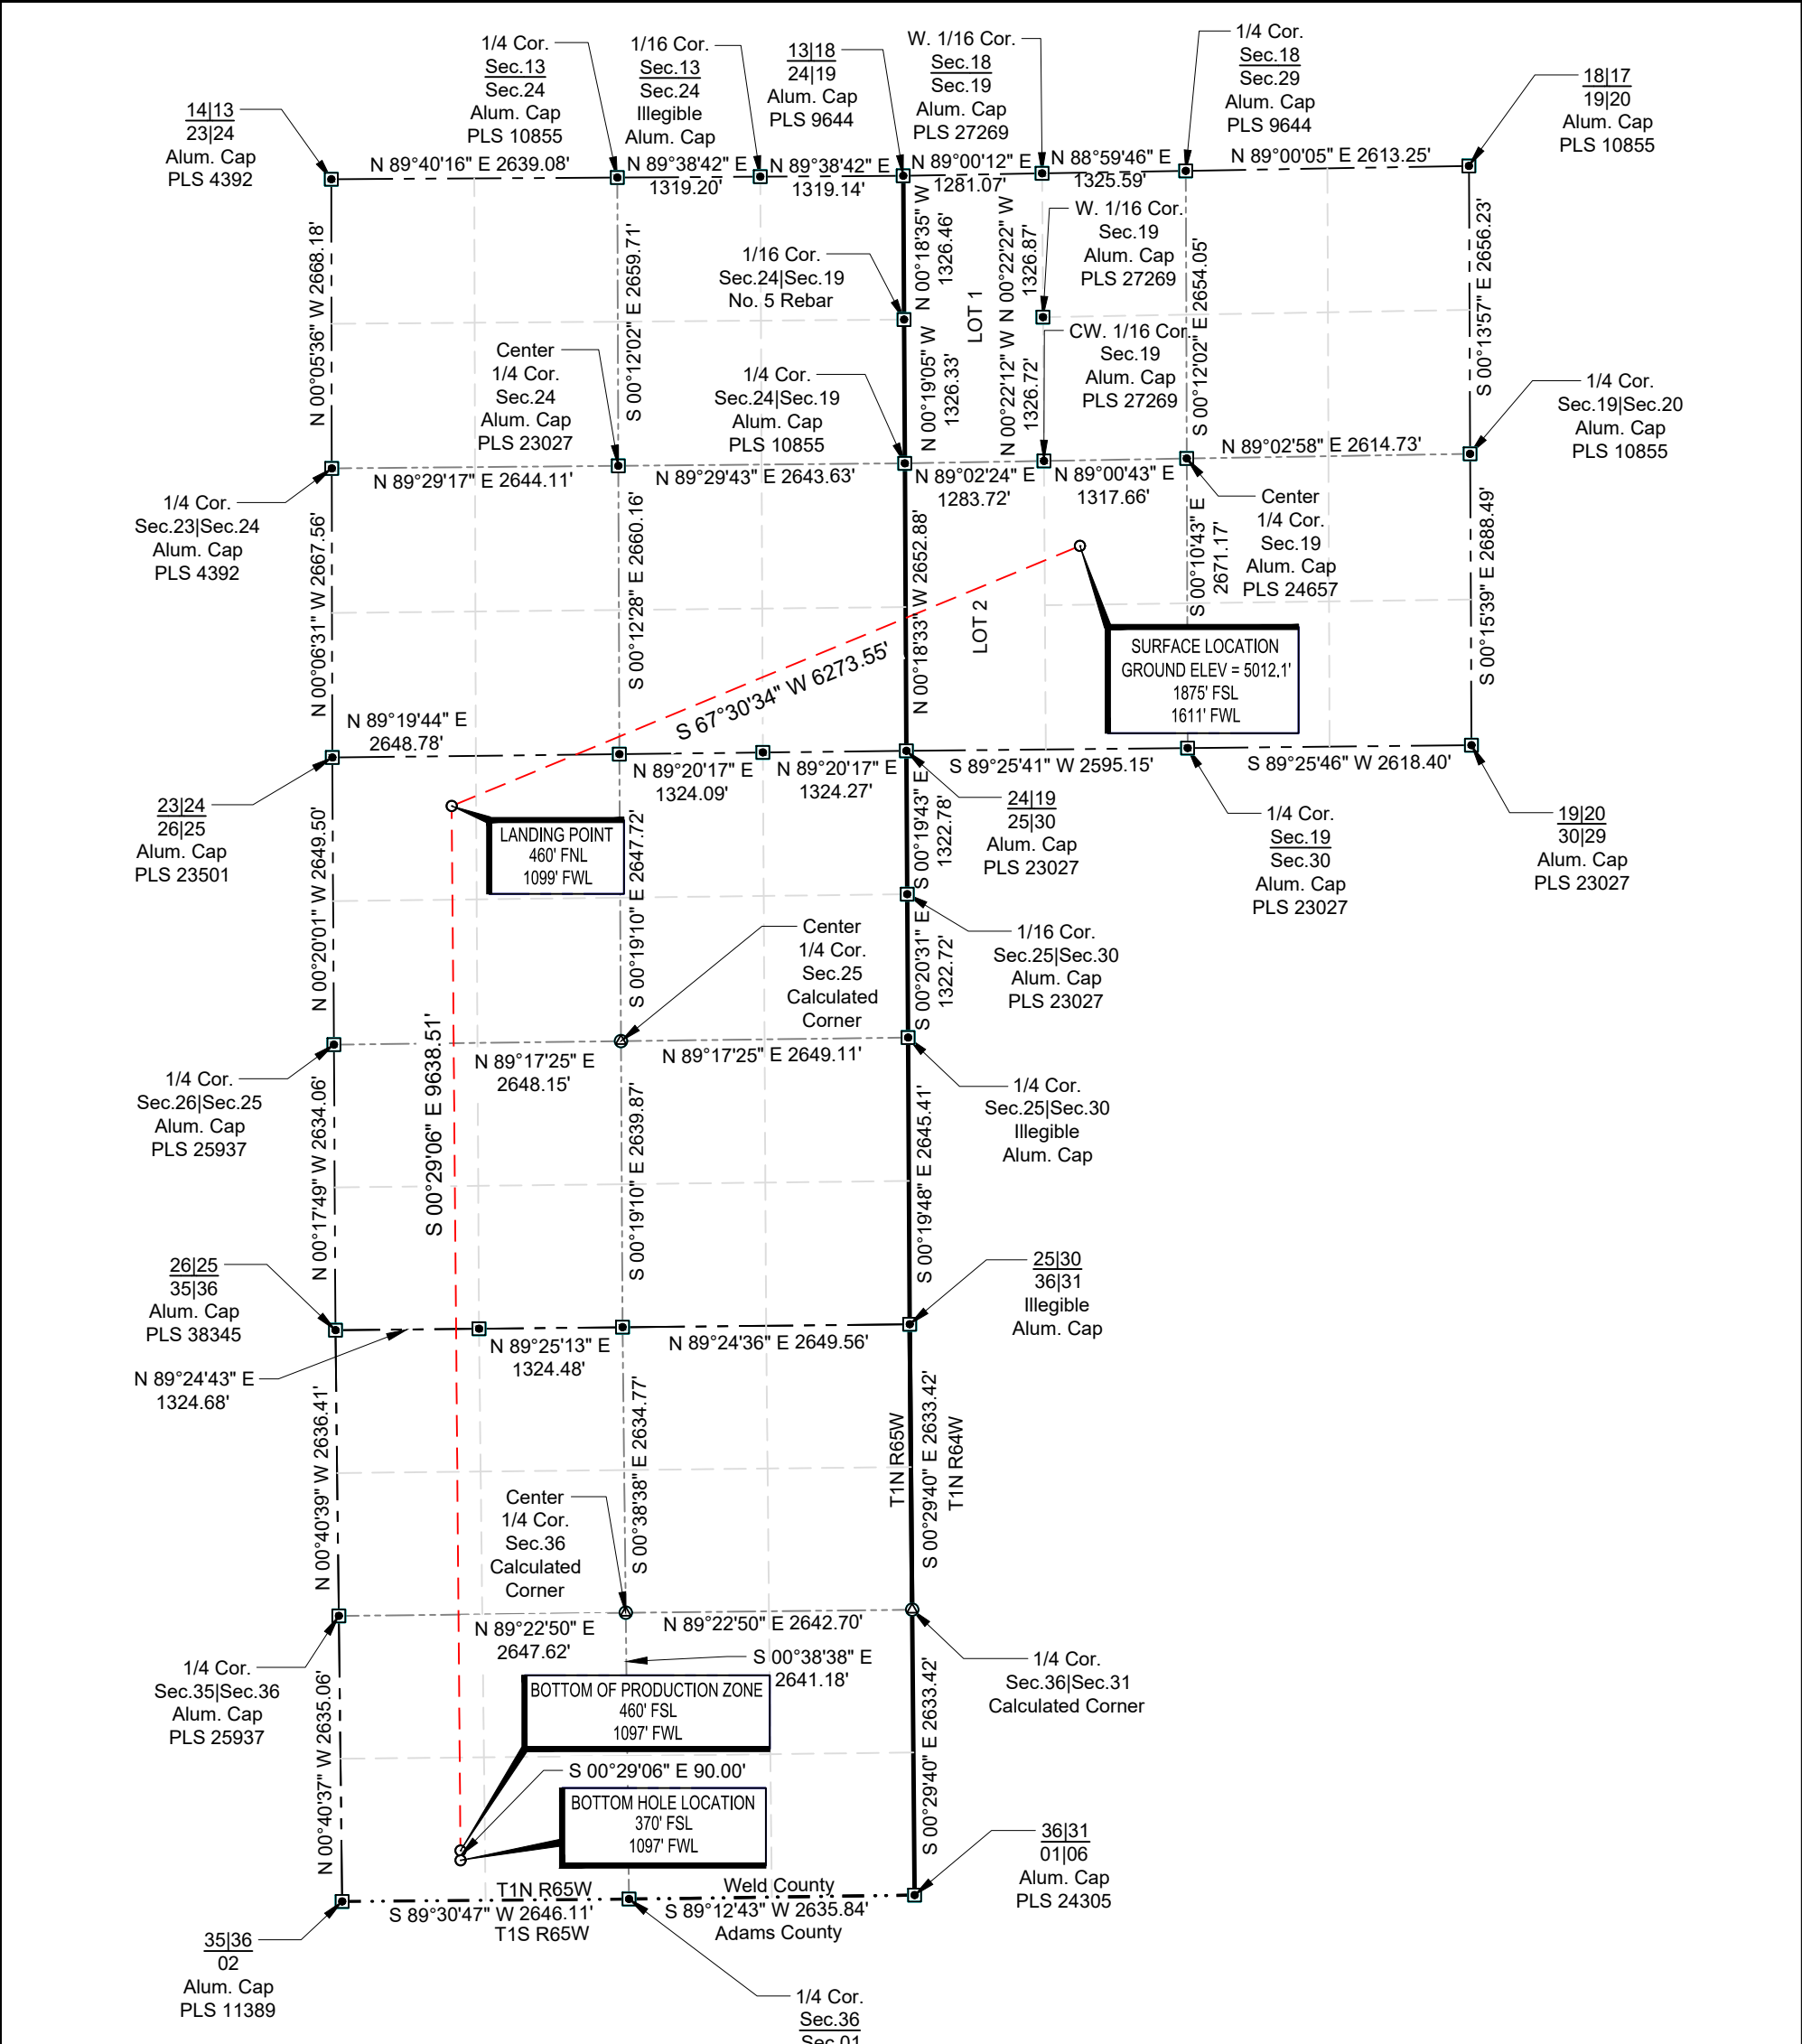 1/4 Cor.
Sec.13
Sec.24
Alum. Cap
PLS 10855
1/16 Cor.
Sec.13
Sec.24
Illegible
Alum. Cap
13|18
24|19
Alum. Cap
PLS 9644
W. 1/16 Cor.
Sec.18
Sec.19
Alum. Cap
PLS 27269
1/4 Cor.
Sec.18
Sec.29
Alum. Cap
PLS 9644
18|17
19|20
Alum. Cap
PLS 10855
14|13
23|24
Alum. Cap
PLS 4392
N 89°40'16" E 2639.08'
N 89°38'42" E
1319.20'
N 89°38'42" E
1319.14'
N 89°00'12" E
1281.07'
N 88°59'46" E
1325.59'
N 89°00'05" E 2613.25'
N 00°05'36" W 2668.18'
S 00°12'02" E 2659.71'
1/16 Cor.
Sec.24|Sec.19
No. 5 Rebar
N 00°18'35" W
1326.46'
LOT 1
N 00°22'22" W
1326.87'
W. 1/16 Cor.
Sec.19
Alum. Cap
PLS 27269
S 00°12'02" E 2654.05'
S 00°13'57" E 2656.23'
Center
1/4 Cor.
Sec.24
Alum. Cap
PLS 23027
1/4 Cor.
Sec.24|Sec.19
Alum. Cap
PLS 10855
N 00°19'05" W
1326.33'
N 00°22'12" W
1326.72'
CW. 1/16 Cor.
Sec.19
Alum. Cap
PLS 27269
1/4 Cor.
Sec.19|Sec.20
Alum. Cap
PLS 10855
N 89°29'17" E 2644.11'
N 89°29'43" E 2643.63'
N 89°02'24" E
1283.72'
N 89°00'43" E
1317.66'
N 89°02'58" E 2614.73'
1/4 Cor.
Sec.23|Sec.24
Alum. Cap
PLS 4392
Center
1/4 Cor.
Sec.19
Alum. Cap
PLS 24657
N 00°06'31" W 2667.56'
S 00°12'28" E 2660.16'
N 00°18'33" W 2652.88'
LOT 2
S 00°10'43" E
2671.17'
S 00°15'39" E 2688.49'
SURFACE LOCATION
GROUND ELEV = 5012.1'
1875' FSL
1611' FWL
S 67°30'34" W 6273.55'
N 89°19'44" E
2648.78'
N 89°20'17" E
1324.09'
N 89°20'17" E
1324.27'
S 89°25'41" W 2595.15'
S 89°25'46" W 2618.40'
23|24
26|25
Alum. Cap
PLS 23501
LANDING POINT
460' FNL
1099' FWL
24|19
25|30
Alum. Cap
PLS 23027
1/4 Cor.
Sec.19
Sec.30
Alum. Cap
PLS 23027
19|20
30|29
Alum. Cap
PLS 23027
N 00°20'01" W 2649.50'
S 00°19'10" E 2647.72'
S 00°19'43" E
1322.78'
Center
1/4 Cor.
Sec.25
Calculated
Corner
S 00°20'31" E
1322.72'
1/16 Cor.
Sec.25|Sec.30
Alum. Cap
PLS 23027
N 89°17'25" E
2648.15'
N 89°17'25" E 2649.11'
1/4 Cor.
Sec.26|Sec.25
Alum. Cap
PLS 25937
1/4 Cor.
Sec.25|Sec.30
Illegible
Alum. Cap
N 00°17'49" W 2634.06'
S 00°29'06" E 9638.51'
S 00°19'10" E 2639.87'
S 00°19'48" E 2645.41'
26|25
35|36
Alum. Cap
PLS 38345
25|30
36|31
Illegible
Alum. Cap
N 89°24'43" E
1324.68'
N 89°25'13" E
1324.48'
N 89°24'36" E 2649.56'
N 00°40'39" W 2636.41'
S 00°38'38" E 2634.77'
T1N R65W
S 00°29'40" E 2633.42'
T1N R64W
Center
1/4 Cor.
Sec.36
Calculated
Corner
N 89°22'50" E
2647.62'
N 89°22'50" E 2642.70'
S 00°38'38" E
2641.18'
1/4 Cor.
Sec.35|Sec.36
Alum. Cap
PLS 25937
1/4 Cor.
Sec.36|Sec.31
Calculated Corner
BOTTOM OF PRODUCTION ZONE
460' FSL
1097' FWL
N 00°40'37" W 2635.06'
S 00°29'06" E 90.00'
BOTTOM HOLE LOCATION
370' FSL
1097' FWL
S 00°29'40" E 2633.42'
36|31
01|06
Alum. Cap
PLS 24305
T1N R65W
Weld County
S 89°30'47" W 2646.11'
S 89°12'43" W 2635.84'
T1S R65W
Adams County
35|36
02
Alum. Cap
PLS 11389
1/4 Cor.
Sec.36
Sec.01